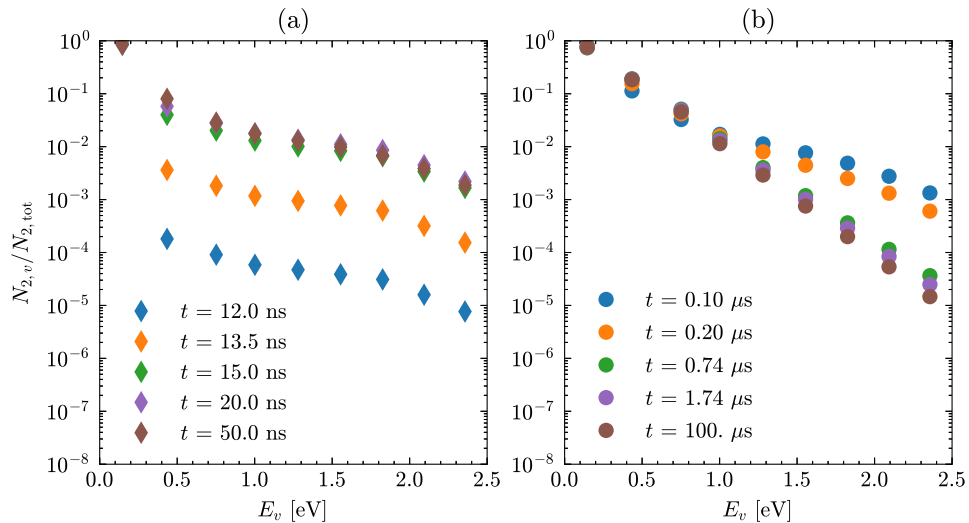 (a)
(b)
N_{2,v}/N_{2,tot}
10^0
10^{-1}
10^{-2}
10^{-3}
10^{-4}
10^{-5}
10^{-6}
10^{-7}
10^{-8}
t = 12.0 ns
t = 13.5 ns
t = 15.0 ns
t = 20.0 ns
t = 50.0 ns
0.0 0.5 1.0 1.5 2.0 2.5
E_v [eV]
10^0
10^{-1}
10^{-2}
10^{-3}
10^{-4}
10^{-5}
10^{-6}
10^{-7}
10^{-8}
t = 0.10 μs
t = 0.20 μs
t = 0.74 μs
t = 1.74 μs
t = 100. μs
0.0 0.5 1.0 1.5 2.0 2.5
E_v [eV]